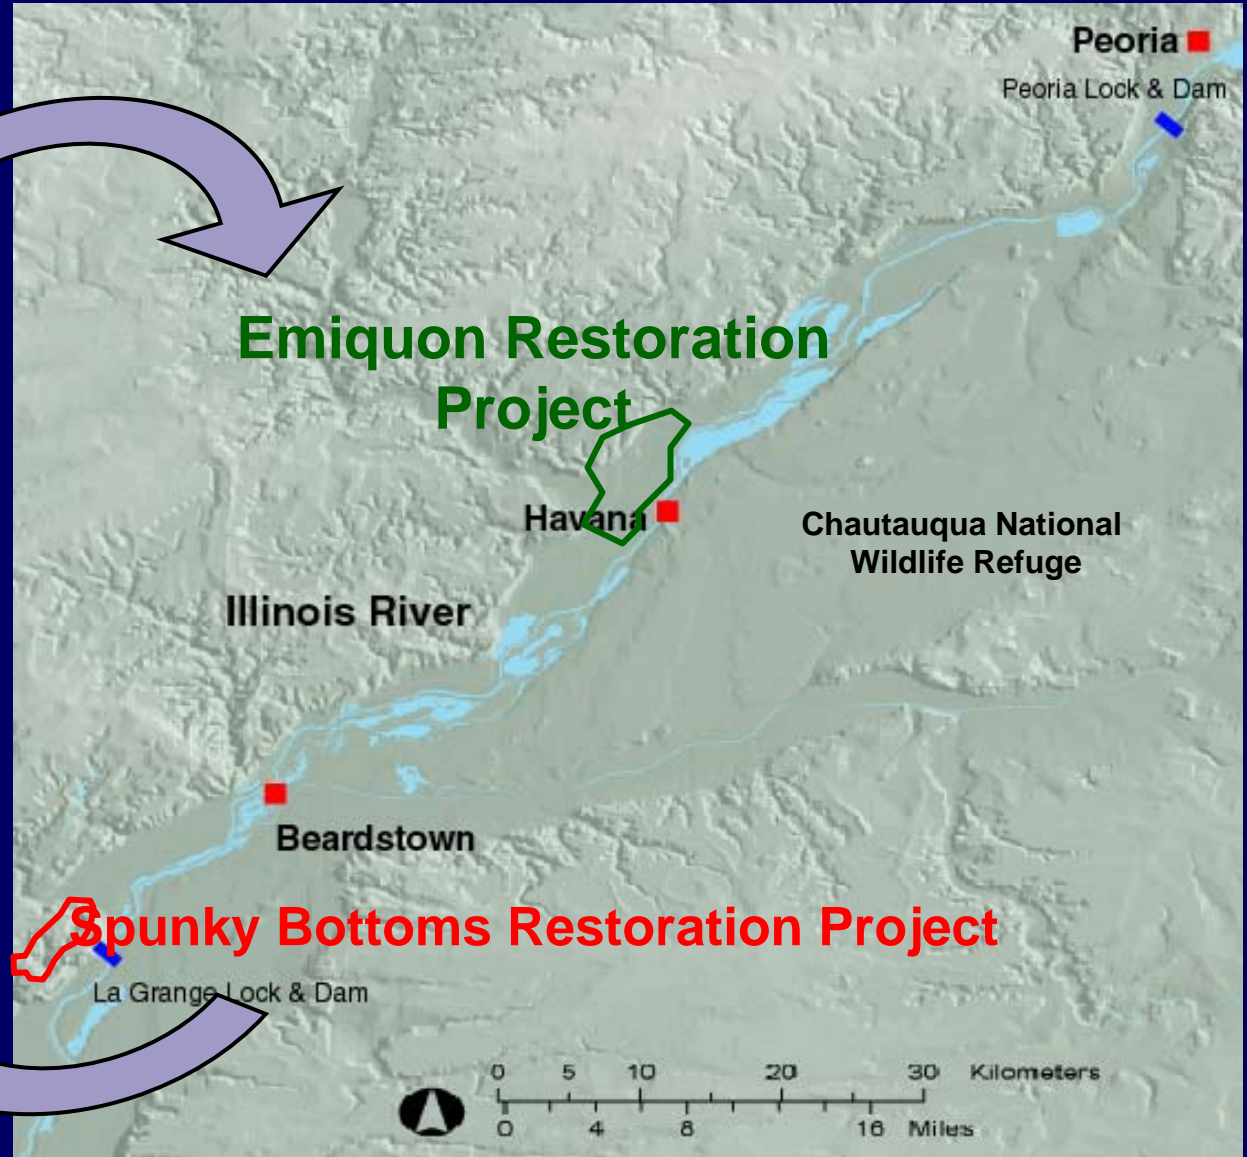 Peoria
Peoria Lock & Dam
Emiquon Restoration
Project
Havana
Chautauqua National
Wildlife Refuge
Illinois River
Beardstown
Spunky Bottoms Restoration Project
La Grange Lock & Dam
0 5 10 20 30 Kilometers
0 4 8 16 Miles